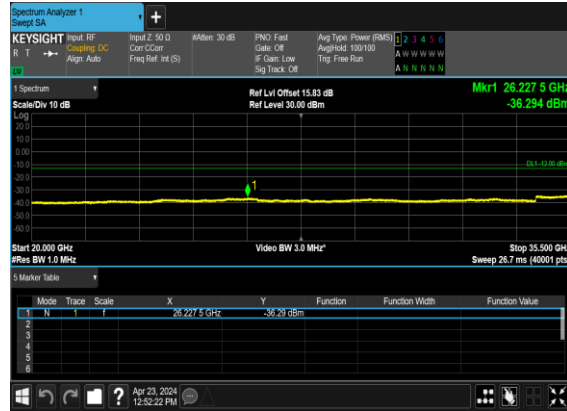 Spectrum Analyzer 1
Swept SA
+
KEYSIGHT Input: RF Input Z: 50 Ω #Atten: 30 dB PNO: Fast Avg Type: Power (RMS) 1 2 3 4 5 6
R T Coupling: DC Corr CCorr Gate: Off Avg|Hold: 100/100 A W W W W W
Align: Auto Freq Ref: Int (S) IF Gain: Low Trig: Free Run
Sig Track: Off A N N N N N
1 Spectrum Ref Lvl Offset 15.83 dB Mkr1 26.227 5 GHz
Scale/Div 10 dB Ref Level 30.00 dBm -36.294 dBm
Log
20.0
10.0
0.00
-10.0 DL1 -13.00 dBm
-20.0
-30.0 1
-40.0
-50.0
-60.0
Start 20.000 GHz Video BW 3.0 MHz* Stop 35.500 GHz
#Res BW 1.0 MHz Sweep 26.7 ms (40001 pts)
5 Marker Table
Mode Trace Scale X Y Function Function Width Function Value
1 N 1 f 26.227 5 GHz -36.29 dBm
2
3
4
5
6
? Apr 23, 2024
12:52:22 PM